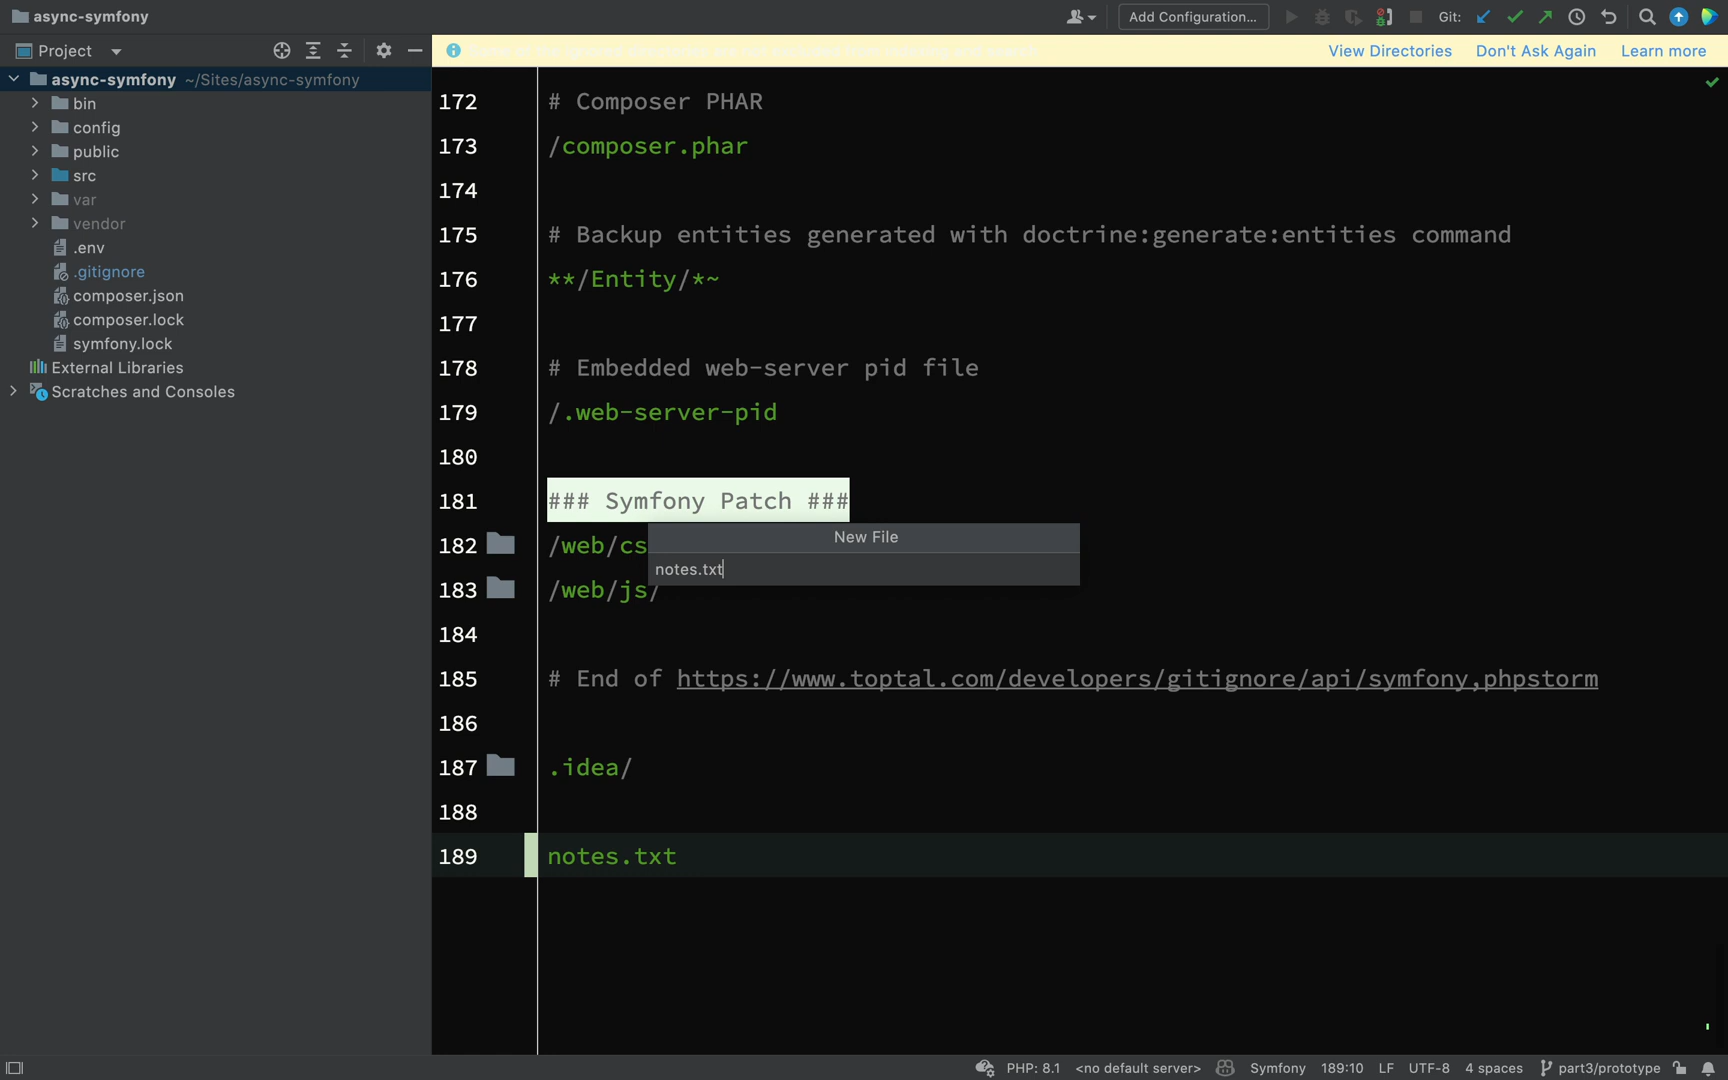 async-symfony
Add Configuration...
Git:
Project
View Directories
Don't Ask Again
Learn more
async-symfony ~/Sites/async-symfony
bin
config
public
src
var
vendor
.env
.gitignore
composer.json
composer.lock
symfony.lock
External Libraries
Scratches and Consoles
172 # Composer PHAR
173 /composer.phar
174
175 # Backup entities generated with doctrine:generate:entities command
176 **/Entity/*~
177
178 # Embedded web-server pid file
179 /.web-server-pid
180
181 ### Symfony Patch ###
182 /web/cs
New File
notes.txt
183 /web/js/
184
185 # End of https://www.toptal.com/developers/gitignore/api/symfony,phpstorm
186
187 .idea/
188
189 notes.txt
PHP: 8.1 <no default server> Symfony 189:10 LF UTF-8 4 spaces part3/prototype